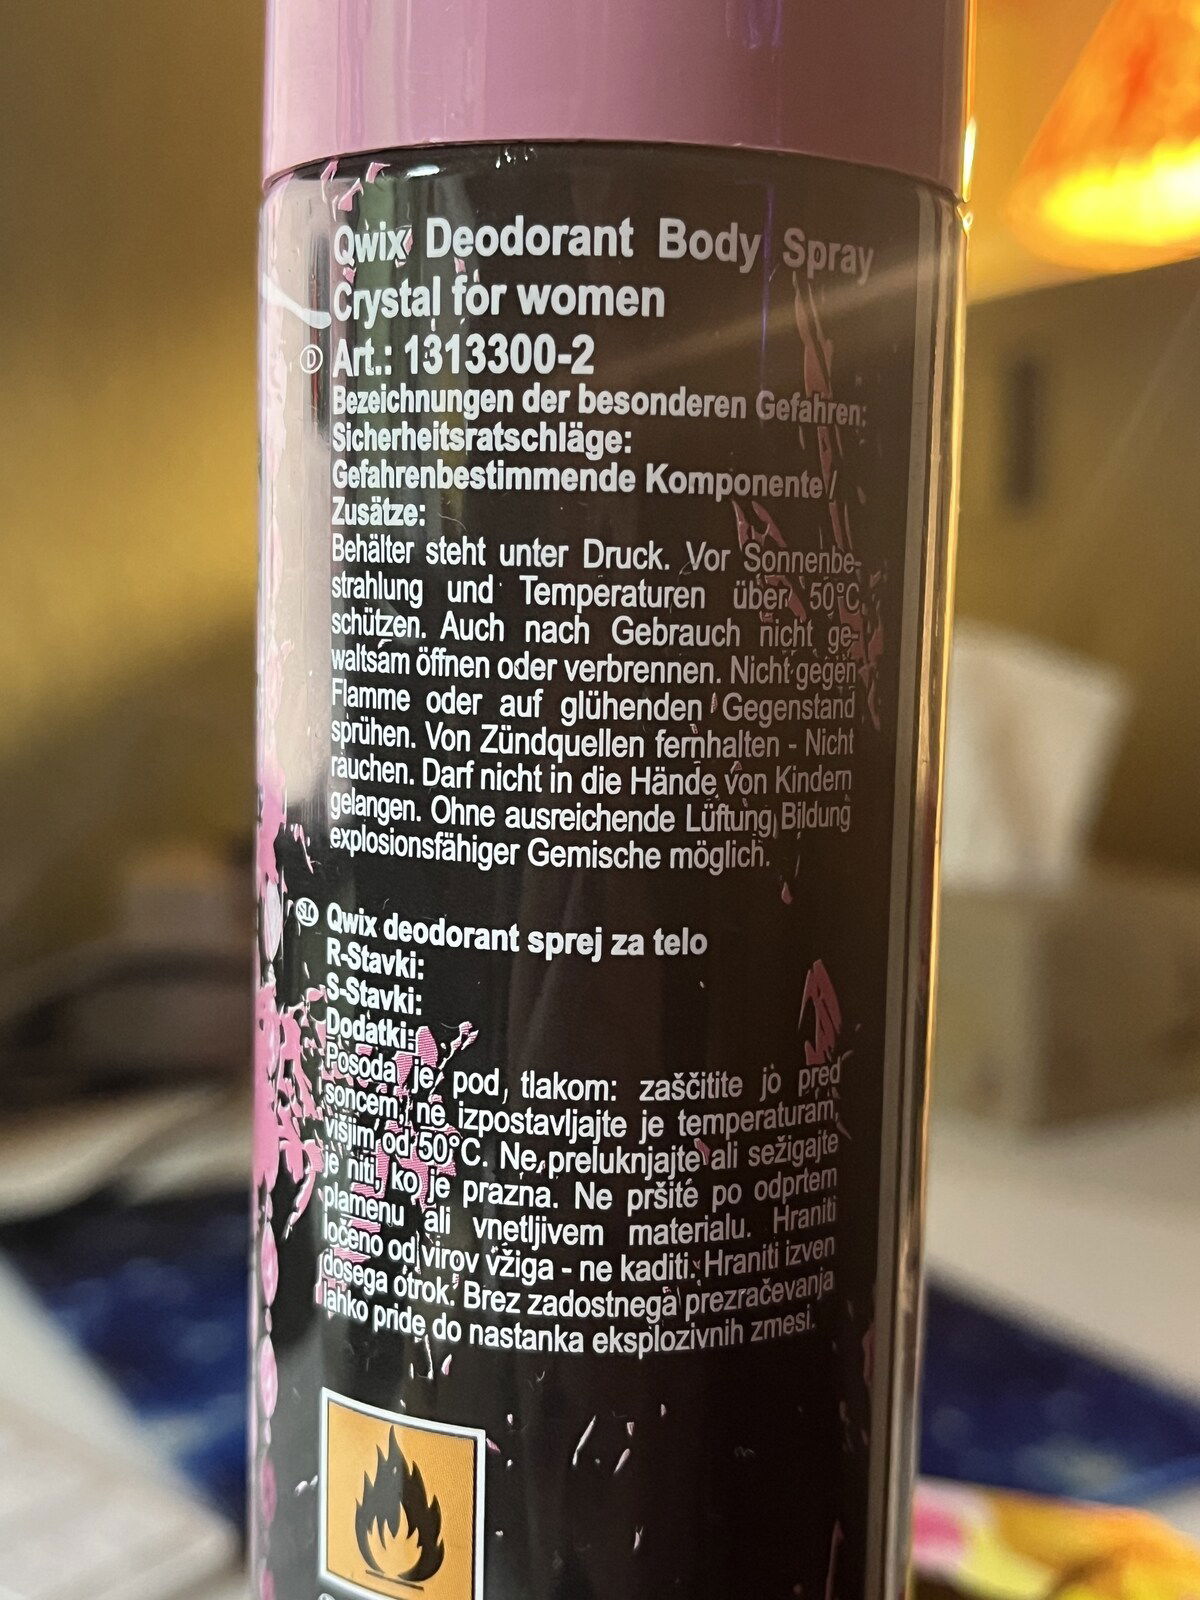 Qwix Deodorant Body Spray
Crystal for women
D Art.: 1313300-2
Bezeichnungen der besonderen Gefahren:
Sicherheitsratschläge:
Gefahrenbestimmende Komponente/
Zusätze:
Behälter steht unter Druck. Vor Sonnenbe-
strahlung und Temperaturen über 50°C
schützen. Auch nach Gebrauch nicht ge-
waltsam öffnen oder verbrennen. Nicht gegen
Flamme oder auf glühenden Gegenstand
sprühen. Von Zündquellen fernhalten - Nicht
rauchen. Darf nicht in die Hände von Kindern
gelangen. Ohne ausreichende Lüftung Bildung
explosionsfähiger Gemische möglich.
SLO Qwix deodorant sprej za telo
R-Stavki:
S-Stavki:
Dodatki:
Posoda je pod tlakom: zaščitite jo pred
soncem, ne izpostavljajte je temperaturam,
višjim od 50°C. Ne preluknjajte ali sežigajte
je niti, ko je prazna. Ne pršite po odprtem
plamenu ali vnetljivem materialu. Hraniti
ločeno od virov vžiga - ne kaditi. Hraniti izven
dosega otrok. Brez zadostnega prezračevanja
lahko pride do nastanka eksplozivnih zmesi.